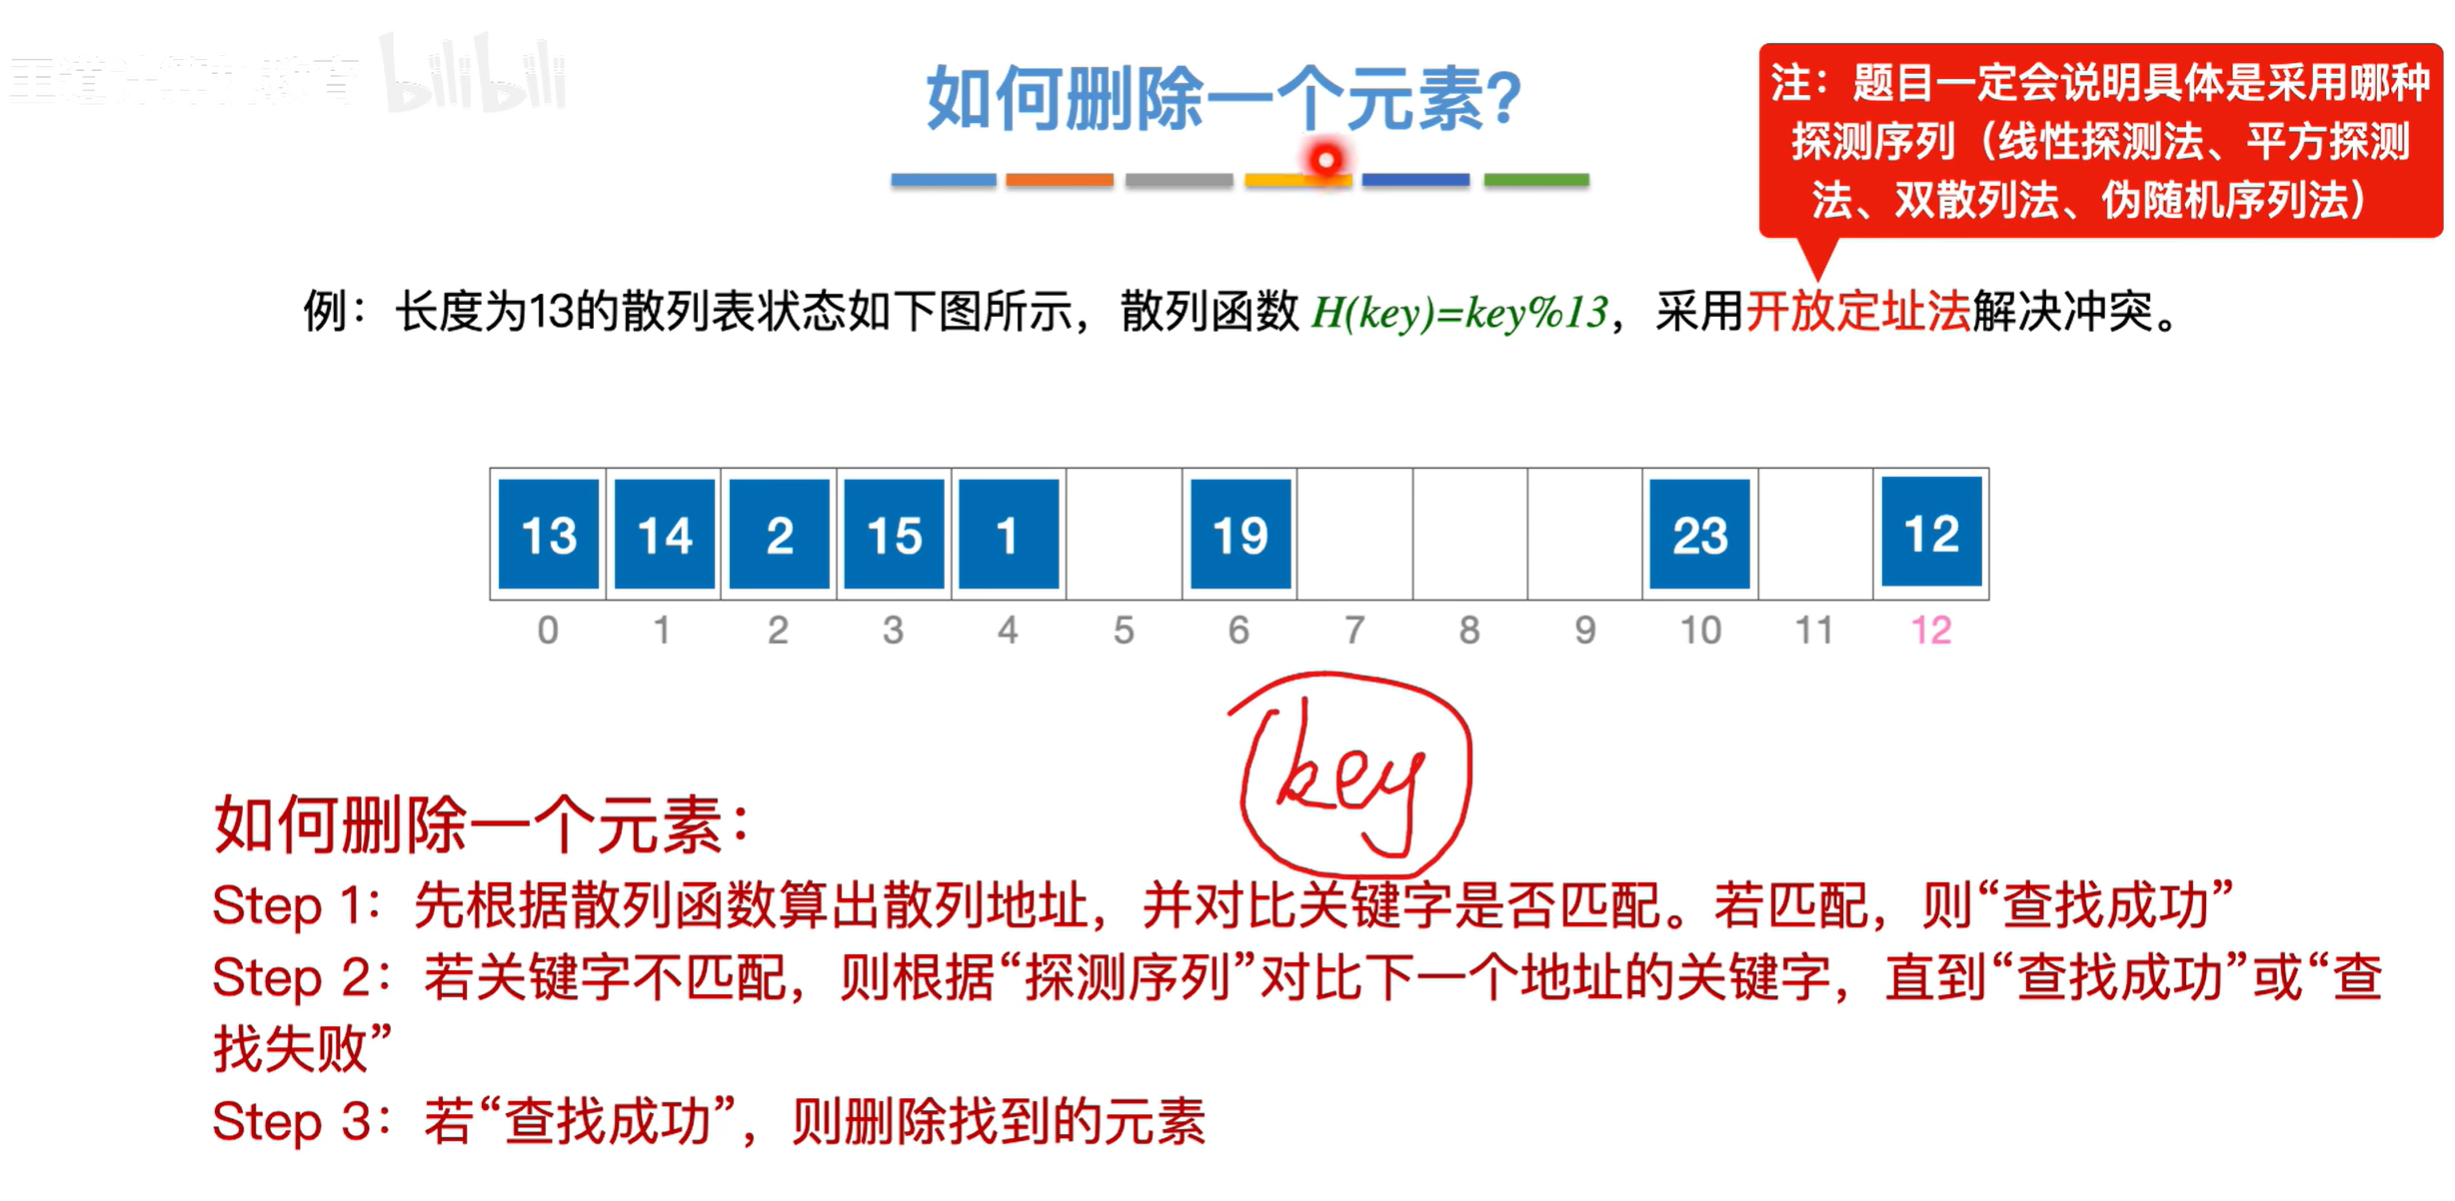 bilibili
如何删除一个元素?
注：题目一定会说明具体是采用哪种
探测序列（线性探测法、平方探测
法、双散列法、伪随机序列法）
例：长度为13的散列表状态如下图所示，散列函数 H(key)=key%13，采用开放定址法解决冲突。
13 14 2 15 1 19 23 12
0 1 2 3 4 5 6 7 8 9 10 11 12
key
如何删除一个元素：
Step 1：先根据散列函数算出散列地址，并对比关键字是否匹配。若匹配，则“查找成功”
Step 2：若关键字不匹配，则根据“探测序列”对比下一个地址的关键字，直到“查找成功”或“查
找失败”
Step 3：若“查找成功”，则删除找到的元素